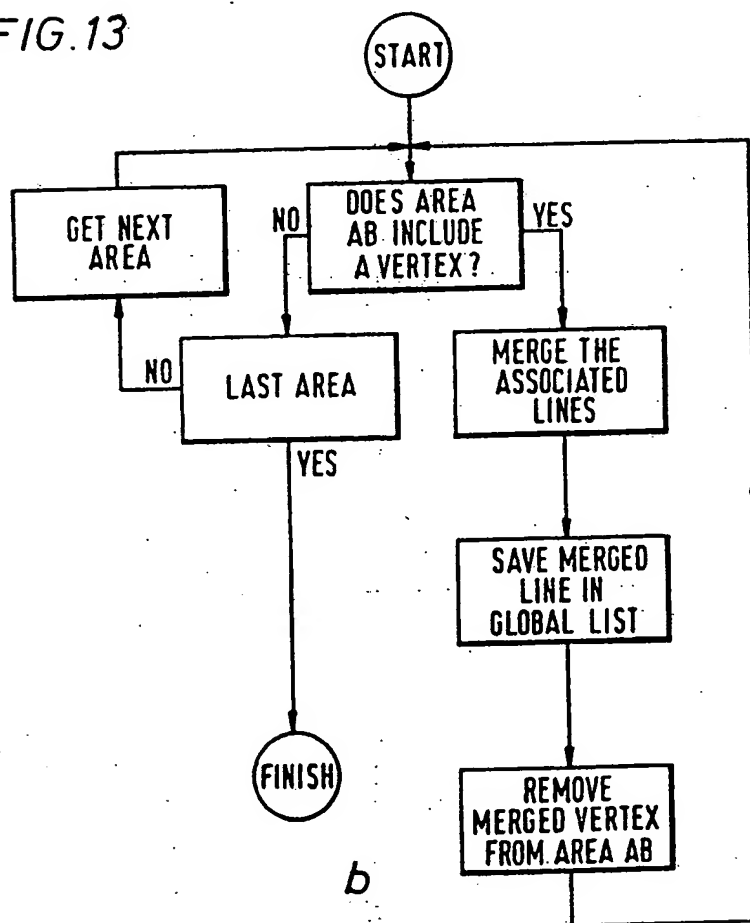 FIG.13
START
GET NEXT
AREA
NO
DOES AREA
AB INCLUDE
A VERTEX?
YES
NO
LAST AREA
YES
MERGE THE
ASSOCIATED
LINES
SAVE MERGED
LINE IN
GLOBAL LIST
FINISH
REMOVE
MERGED VERTEX
FROM AREA AB
b